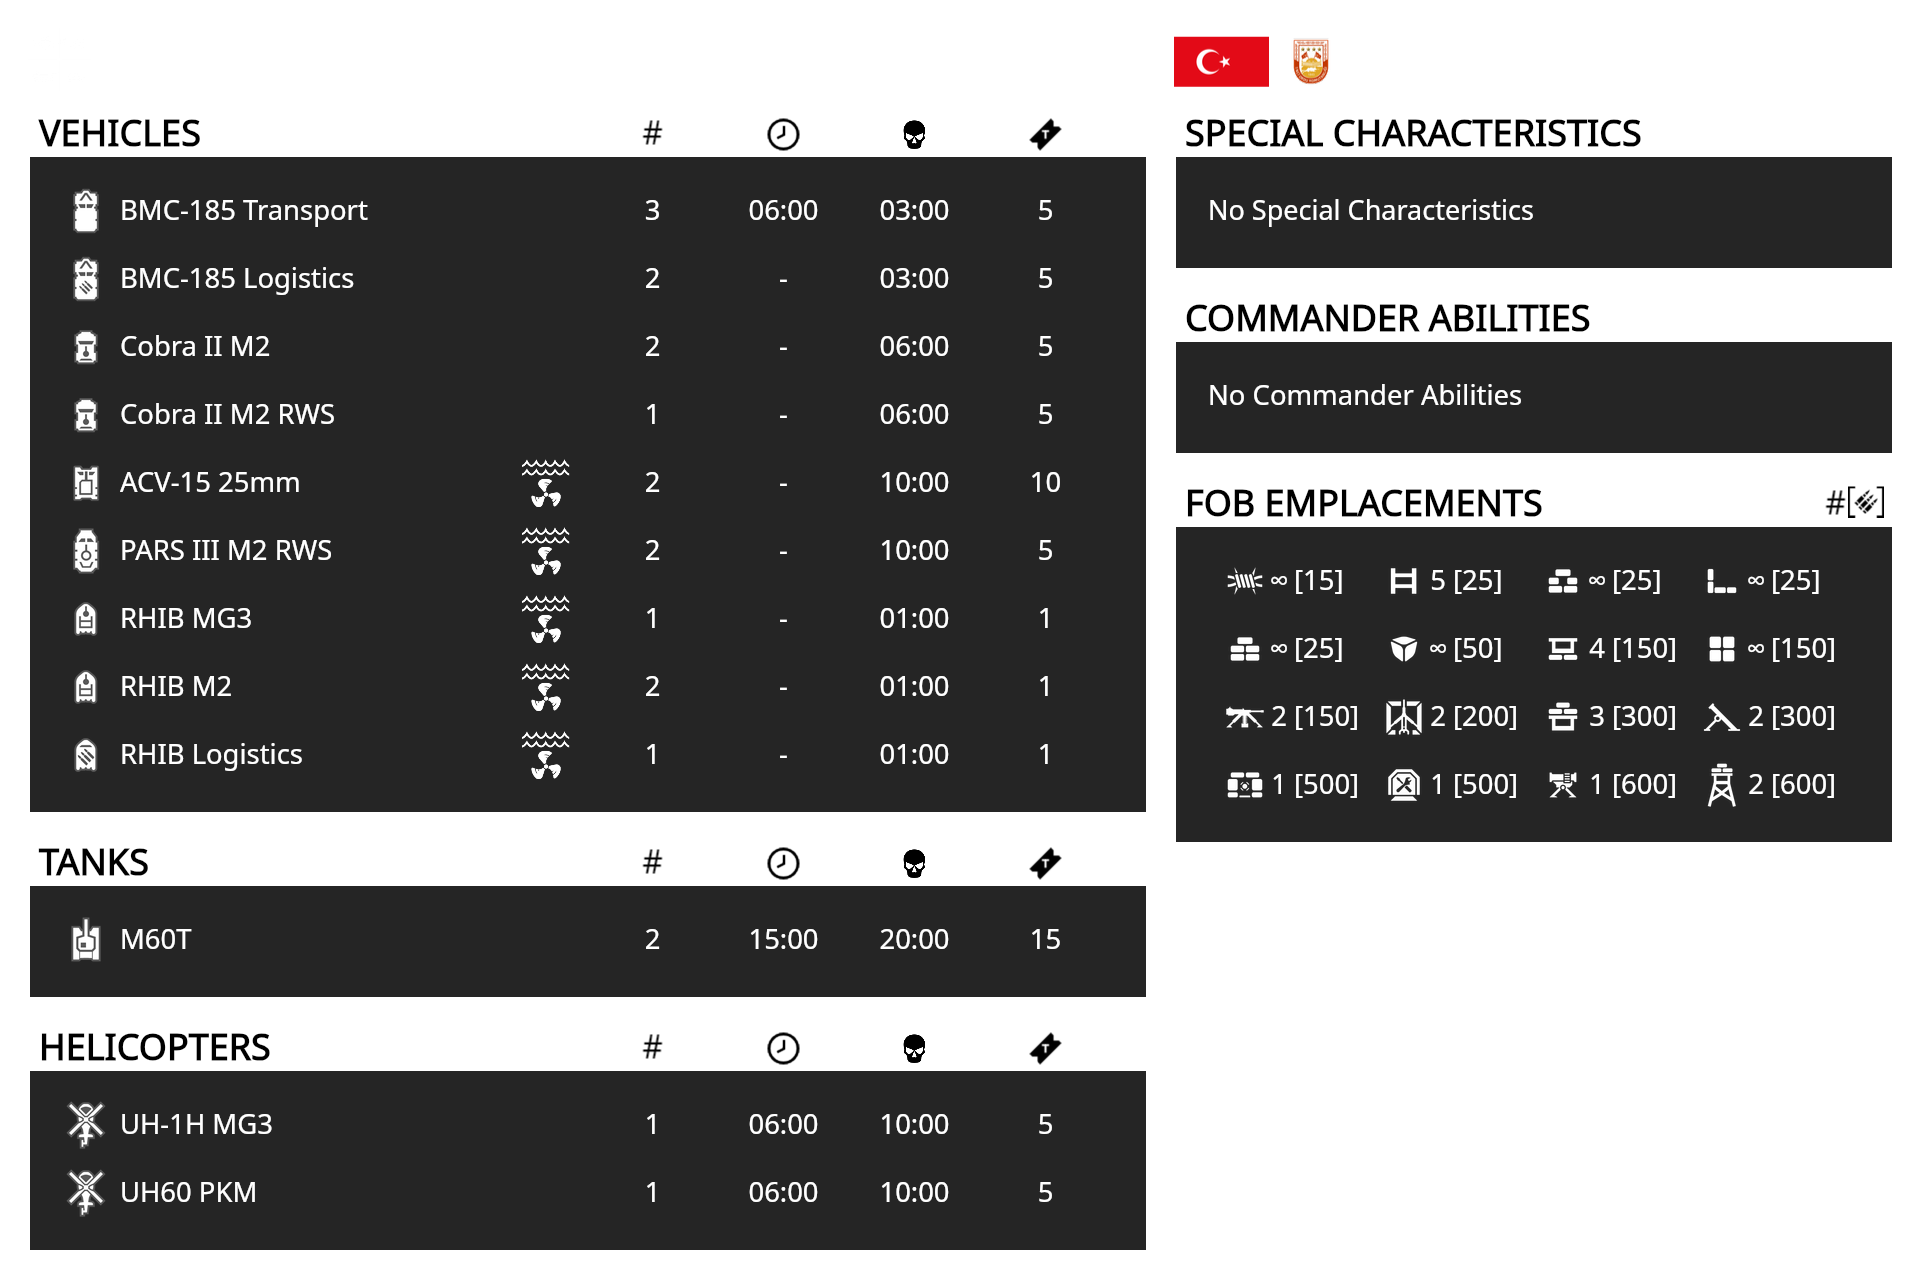 VEHICLES #
BMC-185 Transport 3 06:00 03:00 5
BMC-185 Logistics 2 - 03:00 5
Cobra II M2 2 - 06:00 5
Cobra II M2 RWS 1 - 06:00 5
ACV-15 25mm 2 - 10:00 10
PARS III M2 RWS 2 - 10:00 5
RHIB MG3 1 - 01:00 1
RHIB M2 2 - 01:00 1
RHIB Logistics 1 - 01:00 1
TANKS #
M60T 2 15:00 20:00 15
HELICOPTERS #
UH-1H MG3 1 06:00 10:00 5
UH60 PKM 1 06:00 10:00 5
SPECIAL CHARACTERISTICS
No Special Characteristics
COMMANDER ABILITIES
No Commander Abilities
FOB EMPLACEMENTS #[]
∞ [15] 5 [25] ∞ [25] ∞ [25]
∞ [25] ∞ [50] 4 [150] ∞ [150]
2 [150] 2 [200] 3 [300] 2 [300]
1 [500] 1 [500] 1 [600] 2 [600]